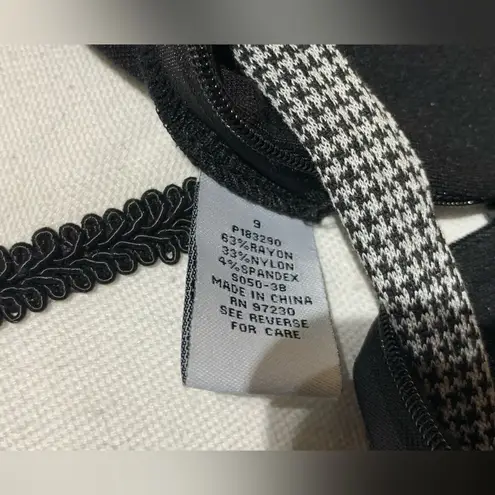 9
P183290
63%RAYON
33%NYLON
4%SPANDEX
S050-38
MADE IN CHINA
RN 97230
SEE REVERSE
FOR CARE